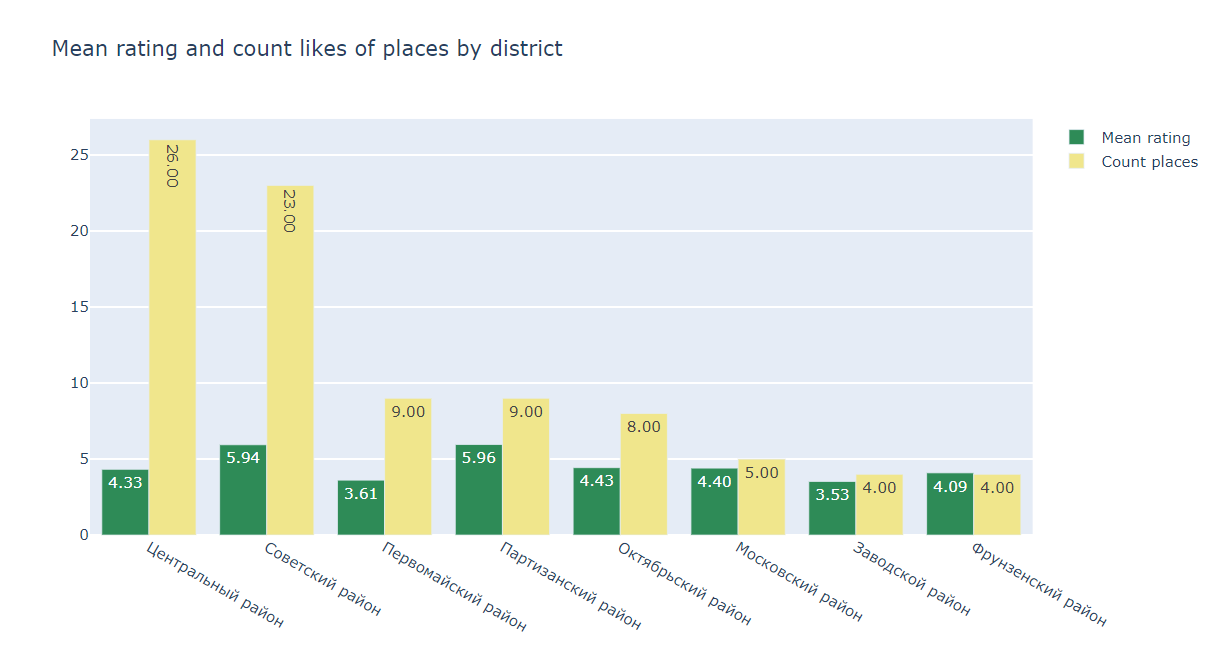 Mean rating and count likes of places by district
Mean rating
Count places
25
20
15
10
5
0
26.00
23.00
9.00
9.00
8.00
5.00
4.00
4.00
4.33
5.94
3.61
5.96
4.43
4.40
3.53
4.09
Центральный район
Советский район
Первомайский район
Партизанский район
Октябрьский район
Московский район
Заводской район
Фрунзенский район